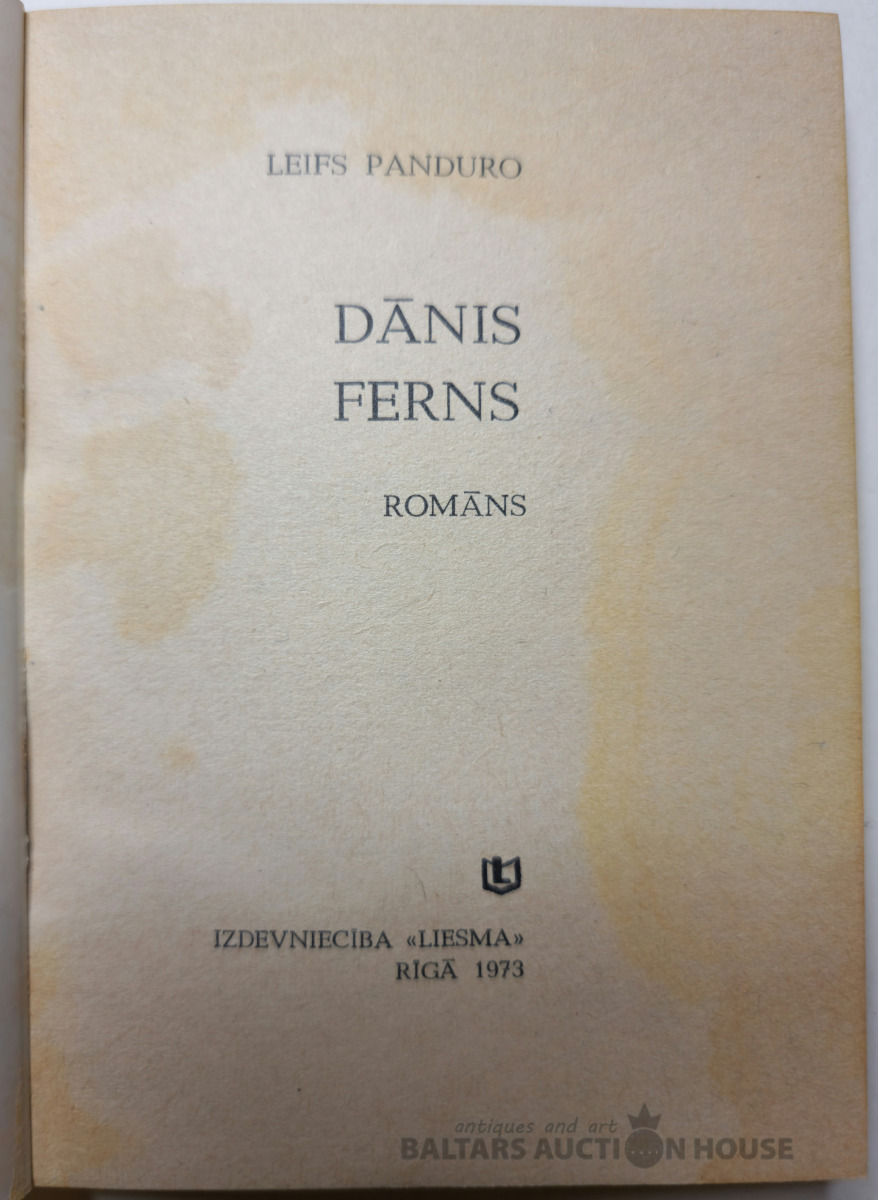 LEIFS PANDURO
DĀNIS
FERNS
ROMĀNS
L
IZDEVNIECĪBA «LIESMA»
RĪGĀ 1973
antiques and art
BALTARS AUCTION HOUSE